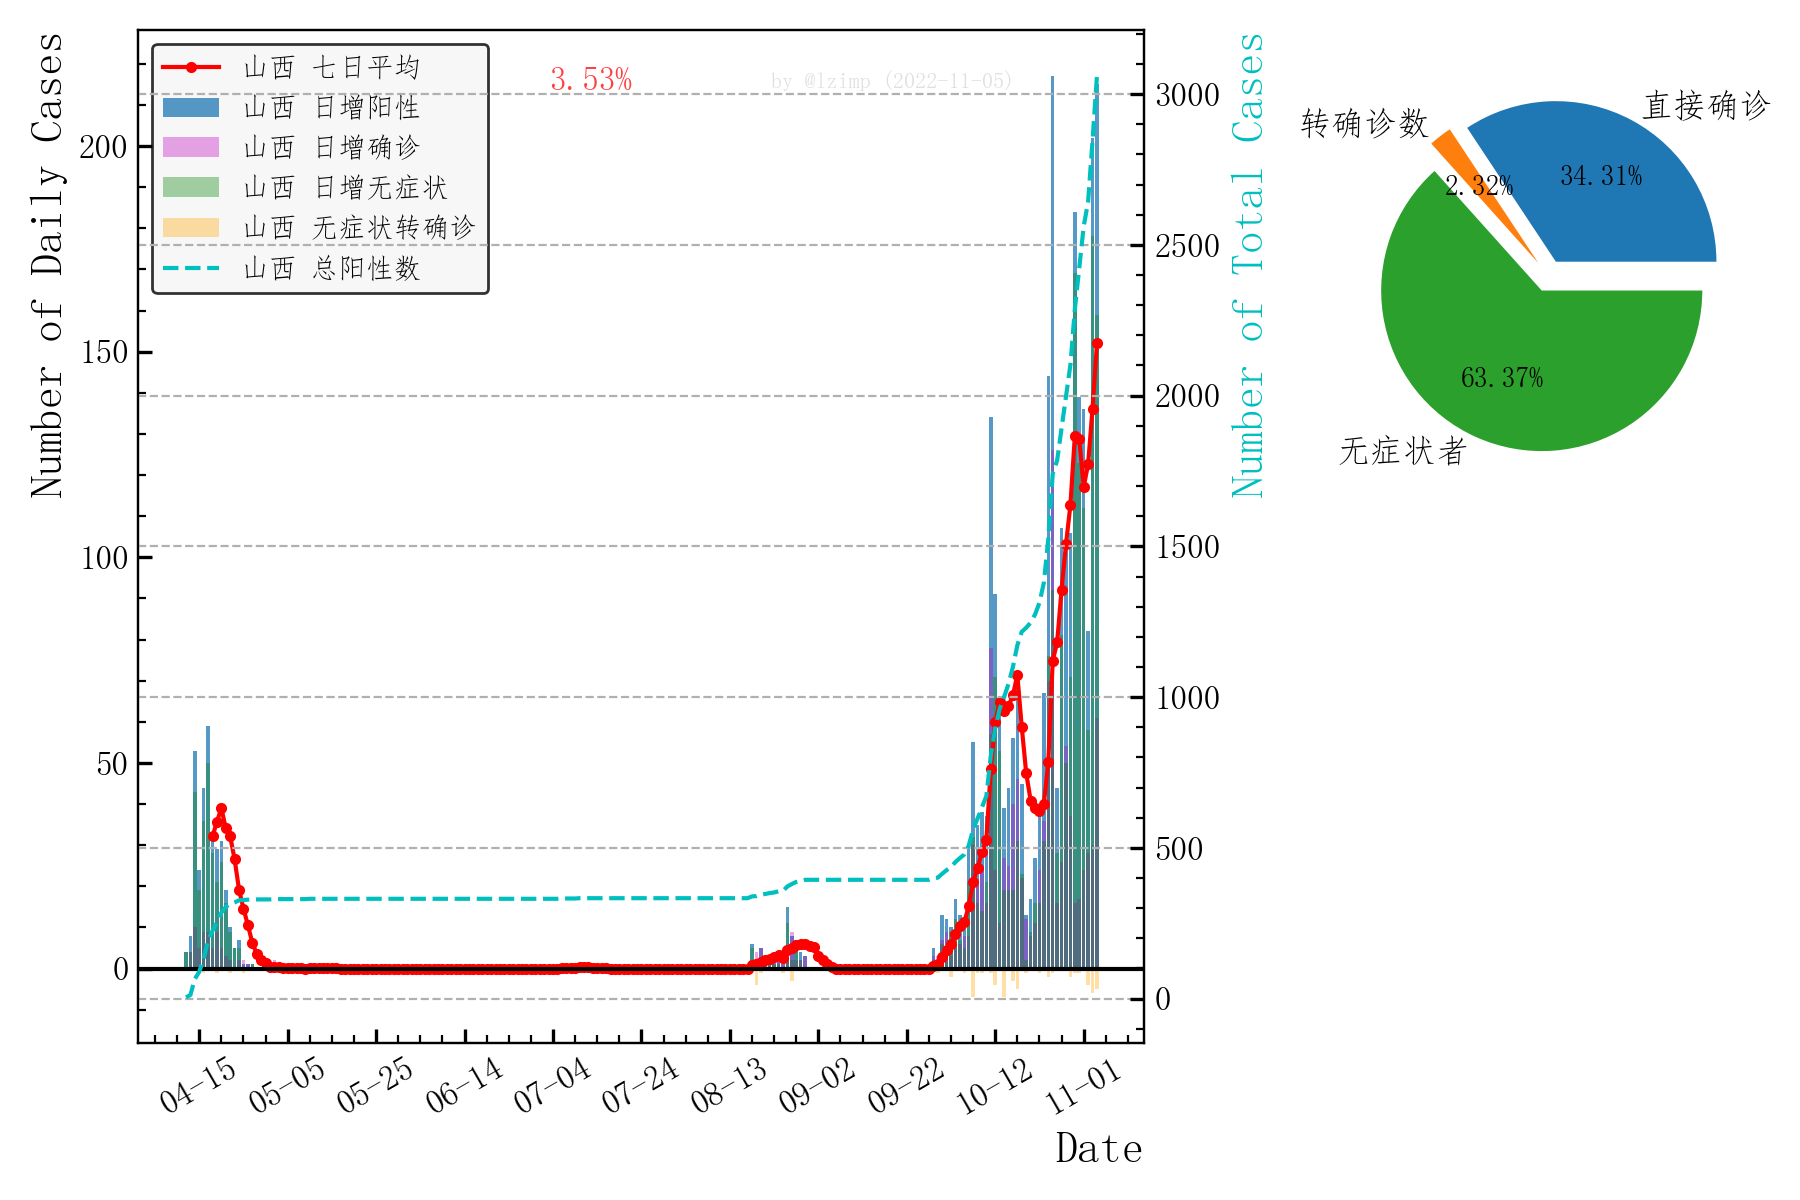 Number of Daily Cases
200
150
100
50
0
山西 七日平均
山西 日增阳性
山西 日增确诊
山西 日增无症状
山西 无症状转确诊
山西 总阳性数
3.53%
by @lzimp (2022-11-05)
3000
2500
2000
1500
1000
500
0
Number of Total Cases
04-15
05-05
05-25
06-14
07-04
07-24
08-13
09-02
09-22
10-12
11-01
Date
转确诊数
直接确诊
2.32%
34.31%
63.37%
无症状者